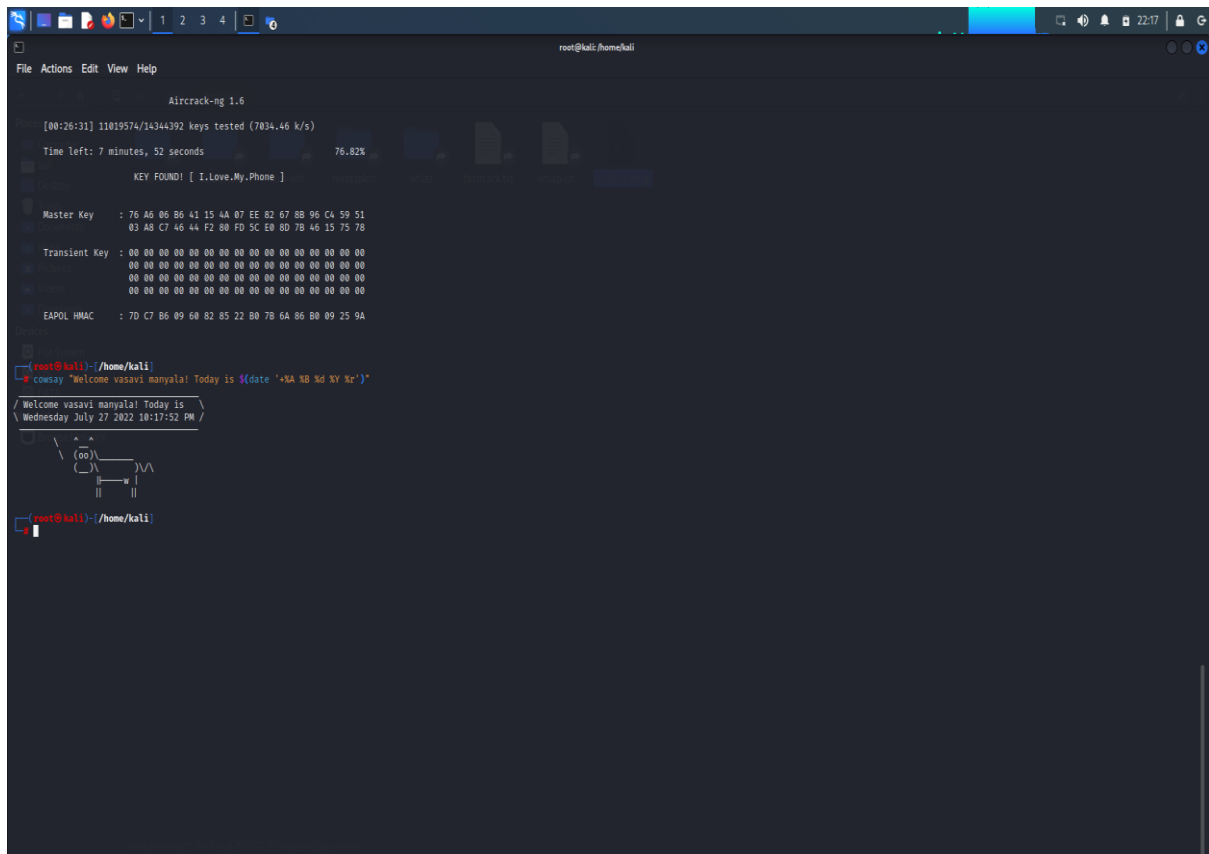 1 2 3 4
22:17
root@kali: /home/kali
File Actions Edit View Help
Aircrack-ng 1.6
[00:26:31] 11019574/14344392 keys tested (7034.46 k/s)
Time left: 7 minutes, 52 seconds 76.82%
KEY FOUND! [ I.Love.My.Phone ]
Master Key : 76 A6 06 B6 41 15 4A 07 EE 82 67 8B 96 C4 59 51
03 A8 C7 46 44 F2 80 FD 5C E0 8D 7B 46 15 75 78
Transient Key : 00 00 00 00 00 00 00 00 00 00 00 00 00 00 00 00
00 00 00 00 00 00 00 00 00 00 00 00 00 00 00 00
00 00 00 00 00 00 00 00 00 00 00 00 00 00 00 00
00 00 00 00 00 00 00 00 00 00 00 00 00 00 00 00
EAPOL HMAC : 7D C7 B6 09 60 82 85 22 B0 7B 6A 86 B0 09 25 9A
Devices
┌──(root㉿kali)-[/home/kali]
└─# cowsay "Welcome vasavi manyala! Today is $(date '+%A %B %d %Y %r')"
 ________________________________
/ Welcome vasavi manyala! Today is \
\ Wednesday July 27 2022 10:17:52 PM /
 --------------------------------
\ ^__^
\ (oo)\_______
(__)\ )\/\
||----w |
|| ||
┌──(root㉿kali)-[/home/kali]
└─#